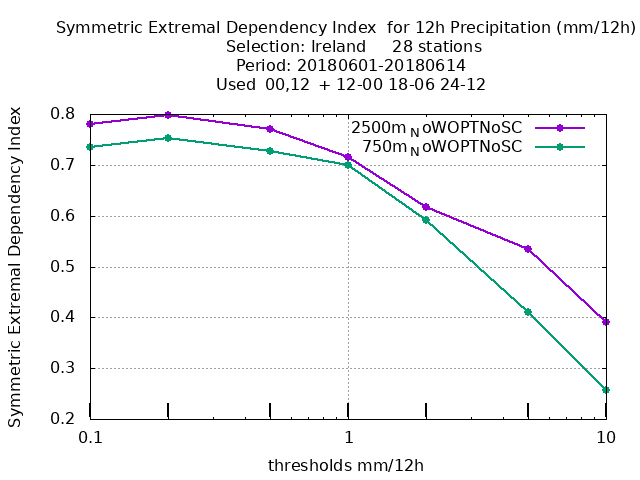 Symmetric Extremal Dependency Index  for 12h Precipitation (mm/12h)
Selection: Ireland     28 stations
Period: 20180601-20180614
Used  00,12  + 12-00 18-06 24-12
Symmetric Extremal Dependency Index
0.8
0.7
0.6
0.5
0.4
0.3
0.2
2500mNoWOPTNoSC
750mNoWOPTNoSC
0.1
1
10
thresholds mm/12h